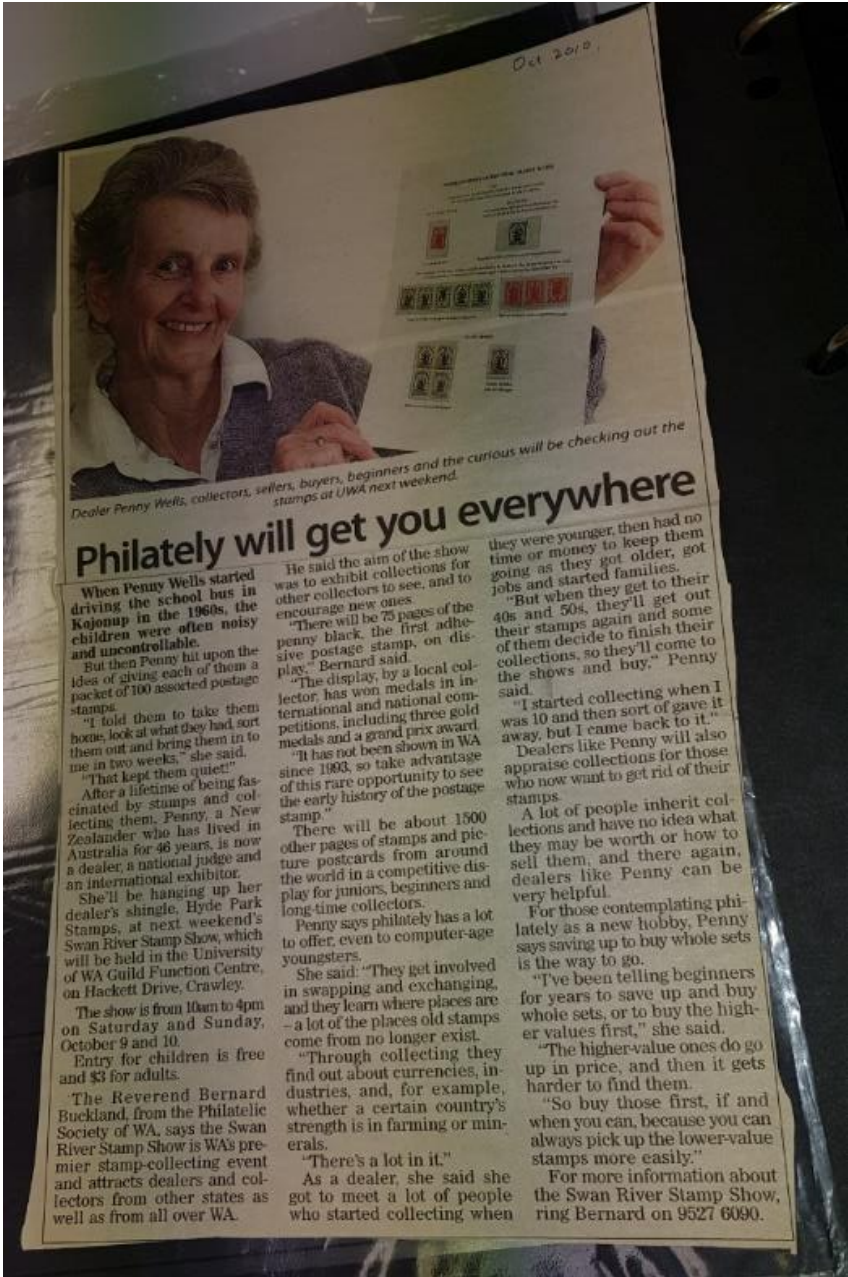 Oct 2010.
Dealer Penny Wells, collectors, sellers, buyers, beginners and the curious will be checking out the
stamps at UWA next weekend.
Philately will get you everywhere
When Penny Wells started
driving the school bus in
Kojonup in the 1960s, the
children were often noisy
and uncontrollable.
But then Penny hit upon the
idea of giving each of them a
packet of 100 assorted postage
stamps.
"I told them to take them
home, look at what they had, sort
them out and bring them in to
me in two weeks," she said.
"That kept them quiet!"
After a lifetime of being fas-
cinated by stamps and col-
lecting them, Penny, a New
Zealander who has lived in
Australia for 46 years, is now
a dealer, a national judge and
an international exhibitor.
She'll be hanging up her
dealer's shingle, Hyde Park
Stamps, at next weekend's
Swan River Stamp Show, which
will be held in the University
of WA Guild Function Centre,
on Hackett Drive, Crawley.
The show is from 10am to 4pm
on Saturday and Sunday,
October 9 and 10.
Entry for children is free
and $3 for adults.
The Reverend Bernard
Buckland, from the Philatelic
Society of WA, says the Swan
River Stamp Show is WA's pre-
mier stamp-collecting event
and attracts dealers and col-
lectors from other states as
well as from all over WA.
He said the aim of the show
was to exhibit collections for
other collectors to see, and to
encourage new ones.
"There will be 75 pages of the
penny black, the first adhe-
sive postage stamp, on dis-
play," Bernard said.
"The display, by a local col-
lector, has won medals in in-
ternational and national com-
petitions, including three gold
medals and a grand prix award.
"It has not been shown in WA
since 1993, so take advantage
of this rare opportunity to see
the early history of the postage
stamp."
There will be about 1500
other pages of stamps and pic-
ture postcards from around
the world in a competitive dis-
play for juniors, beginners and
long-time collectors.
Penny says philately has a lot
to offer, even to computer-age
youngsters.
She said: "They get involved
in swapping and exchanging,
and they learn where places are
– a lot of the places old stamps
come from no longer exist.
"Through collecting they
find out about currencies, in-
dustries, and, for example,
whether a certain country's
strength is in farming or min-
erals.
"There's a lot in it."
As a dealer, she said she
got to meet a lot of people
who started collecting when
they were younger, then had no
time or money to keep them
going as they got older, got
jobs and started families.
"But when they get to their
40s and 50s, they'll get out
their stamps again and some
of them decide to finish their
collections, so they'll come to
the shows and buy," Penny
said.
"I started collecting when I
was 10 and then sort of gave it
away, but I came back to it."
Dealers like Penny will also
appraise collections for those
who now want to get rid of their
stamps.
A lot of people inherit col-
lections and have no idea what
they may be worth or how to
sell them, and there again,
dealers like Penny can be
very helpful.
For those contemplating phi-
lately as a new hobby, Penny
says saving up to buy whole sets
is the way to go.
"I've been telling beginners
for years to save up and buy
whole sets, or to buy the high-
er values first," she said.
"The higher-value ones do go
up in price, and then it gets
harder to find them.
"So buy those first, if and
when you can, because you can
always pick up the lower-value
stamps more easily."
For more information about
the Swan River Stamp Show,
ring Bernard on 9527 6090.